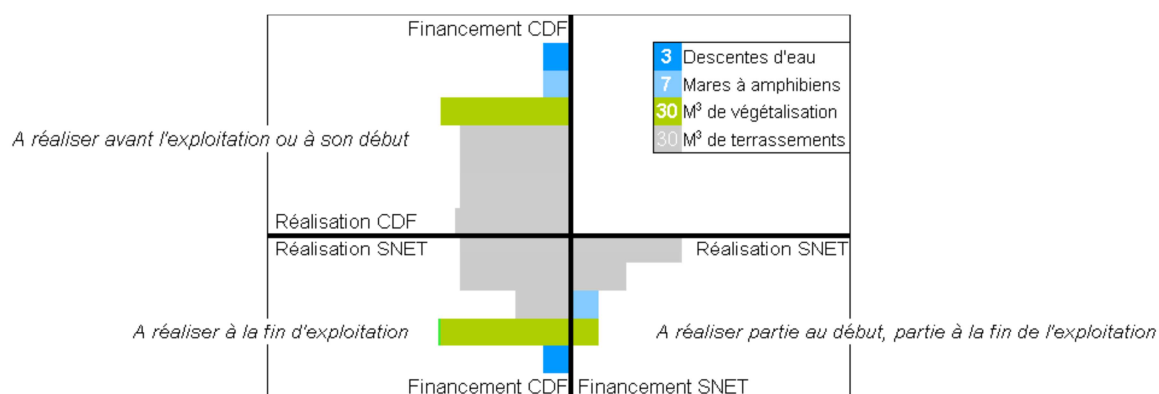 Financement CDF
3 Descentes d'eau
7 Mares à amphibiens
30 M³ de végétalisation
30 M³ de terrassements
A réaliser avant l'exploitation ou à son début
Réalisation CDF
Réalisation SNET
Réalisation SNET
A réaliser à la fin d'exploitation
A réaliser partie au début, partie à la fin de l'exploitation
Financement CDF
Financement SNET